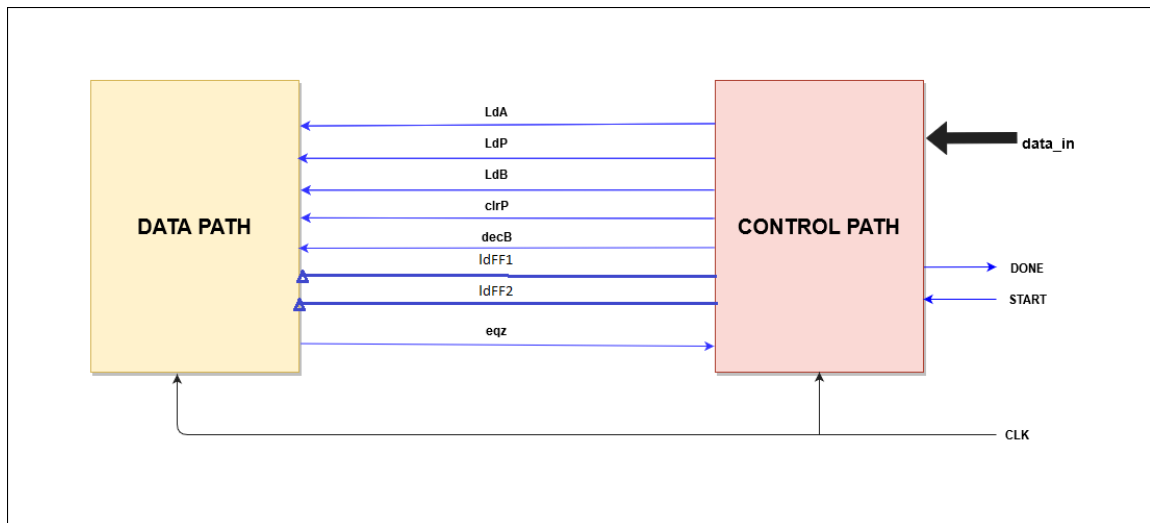 LdA
LdP
data_in
LdB
clrP
DATA PATH
CONTROL PATH
decB
ldFF1
DONE
ldFF2
START
eqz
CLK